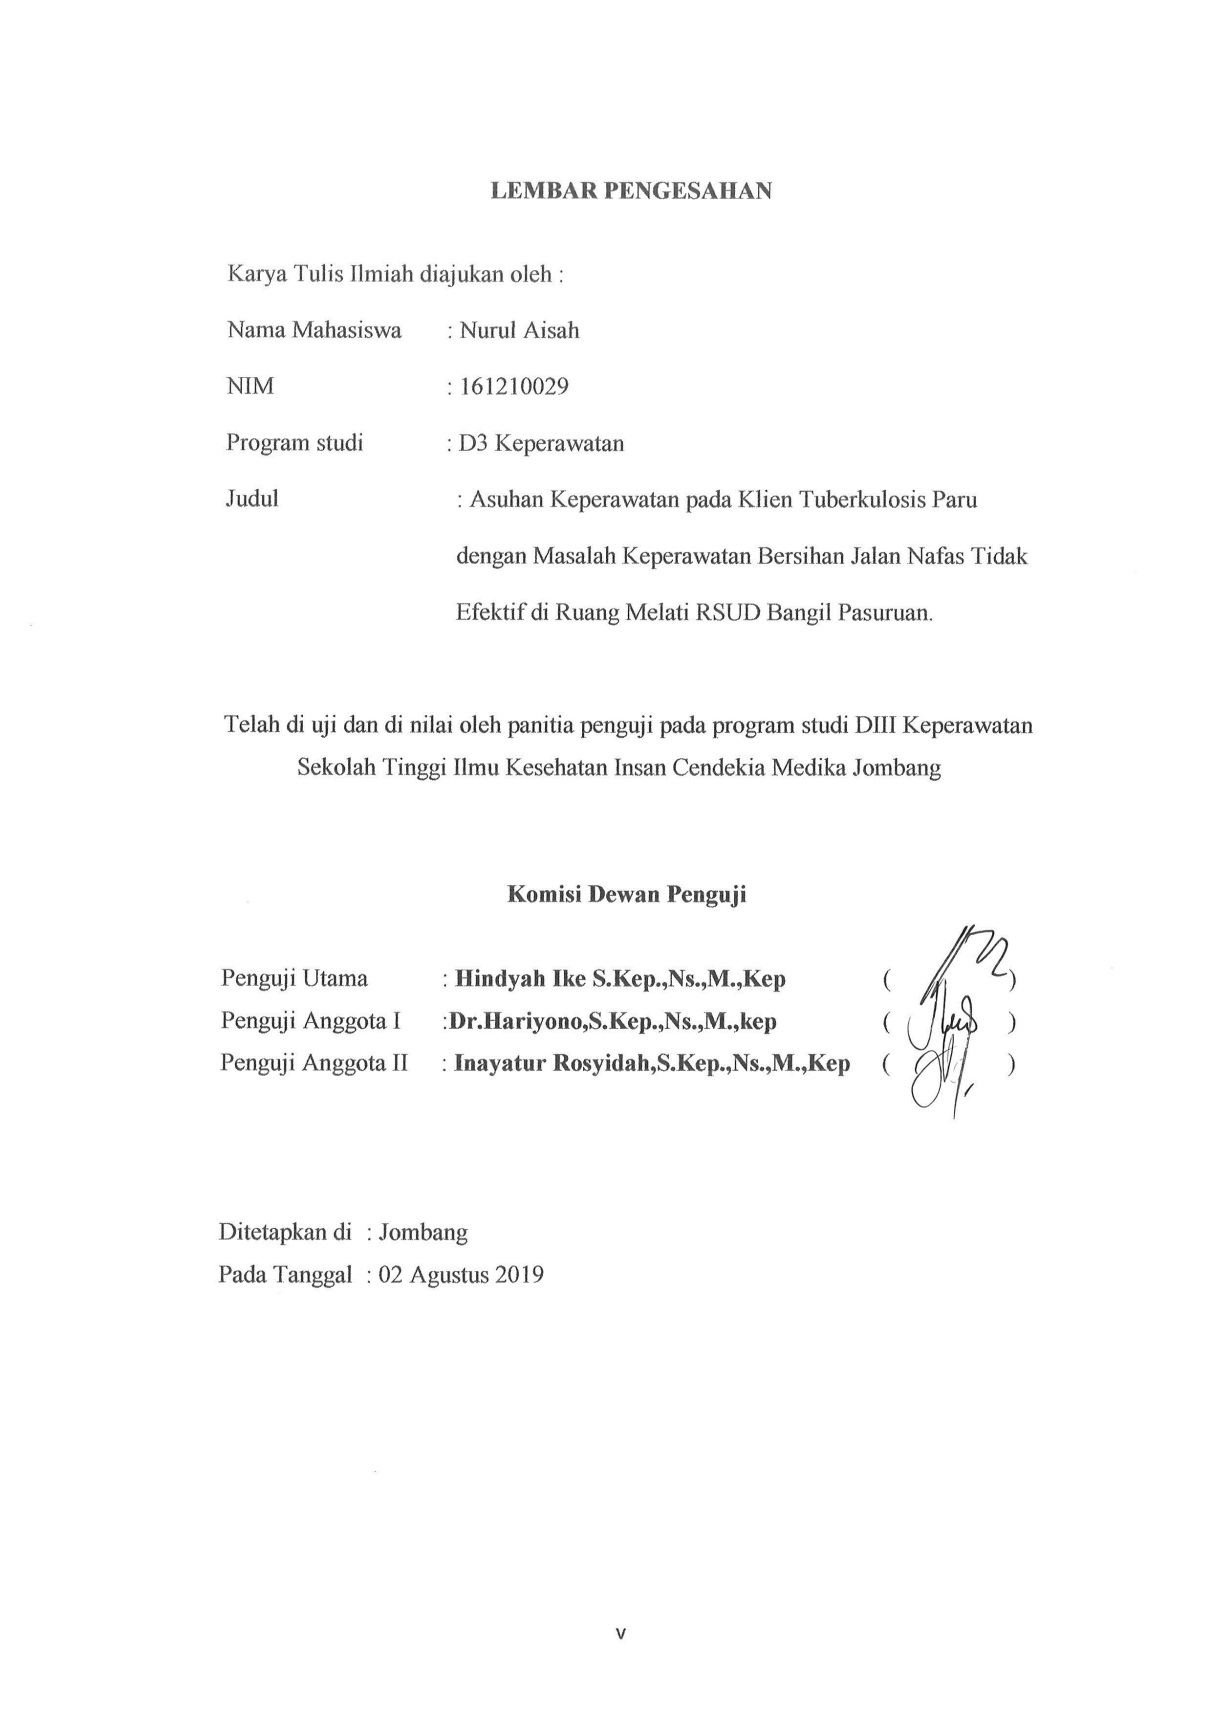 LEMBAR PENGESAHAN
Karya Tulis Ilmiah diajukan oleh :
Nama Mahasiswa : Nurul Aisah
NIM : 161210029
Program studi : D3 Keperawatan
Judul : Asuhan Keperawatan pada Klien Tuberkulosis Paru
dengan Masalah Keperawatan Bersihan Jalan Nafas Tidak
Efektif di Ruang Melati RSUD Bangil Pasuruan.
Telah di uji dan di nilai oleh panitia penguji pada program studi DIII Keperawatan
Sekolah Tinggi Ilmu Kesehatan Insan Cendekia Medika Jombang
Komisi Dewan Penguji
Penguji Utama : Hindyah Ike S.Kep.,Ns.,M.,Kep ( )
Penguji Anggota I :Dr.Hariyono,S.Kep.,Ns.,M.,kep ( )
Penguji Anggota II : Inayatur Rosyidah,S.Kep.,Ns.,M.,Kep ( )
Ditetapkan di : Jombang
Pada Tanggal : 02 Agustus 2019
v